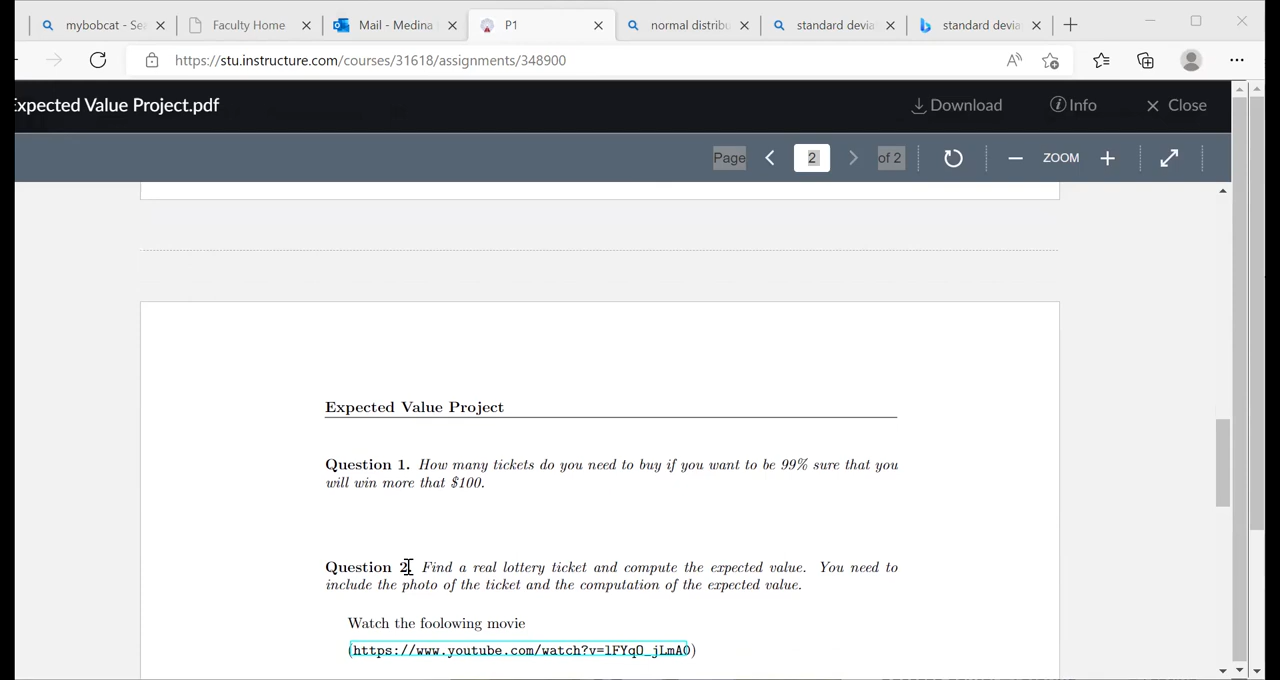 mybobcat - Sea
Faculty Home
Mail - Medina
P1
normal distribu
standard devia
standard devia
https://stu.instructure.com/courses/31618/assignments/348900
Expected Value Project.pdf
Download
Info
Close
Page
2
of 2
ZOOM
Expected Value Project
Question 1. How many tickets do you need to buy if you want to be 99% sure that you
will win more that $100.
Question 2. Find a real lottery ticket and compute the expected value. You need to
include the photo of the ticket and the computation of the expected value.
Watch the foolowing movie
(https://www.youtube.com/watch?v=lFYqO_jLmA0)